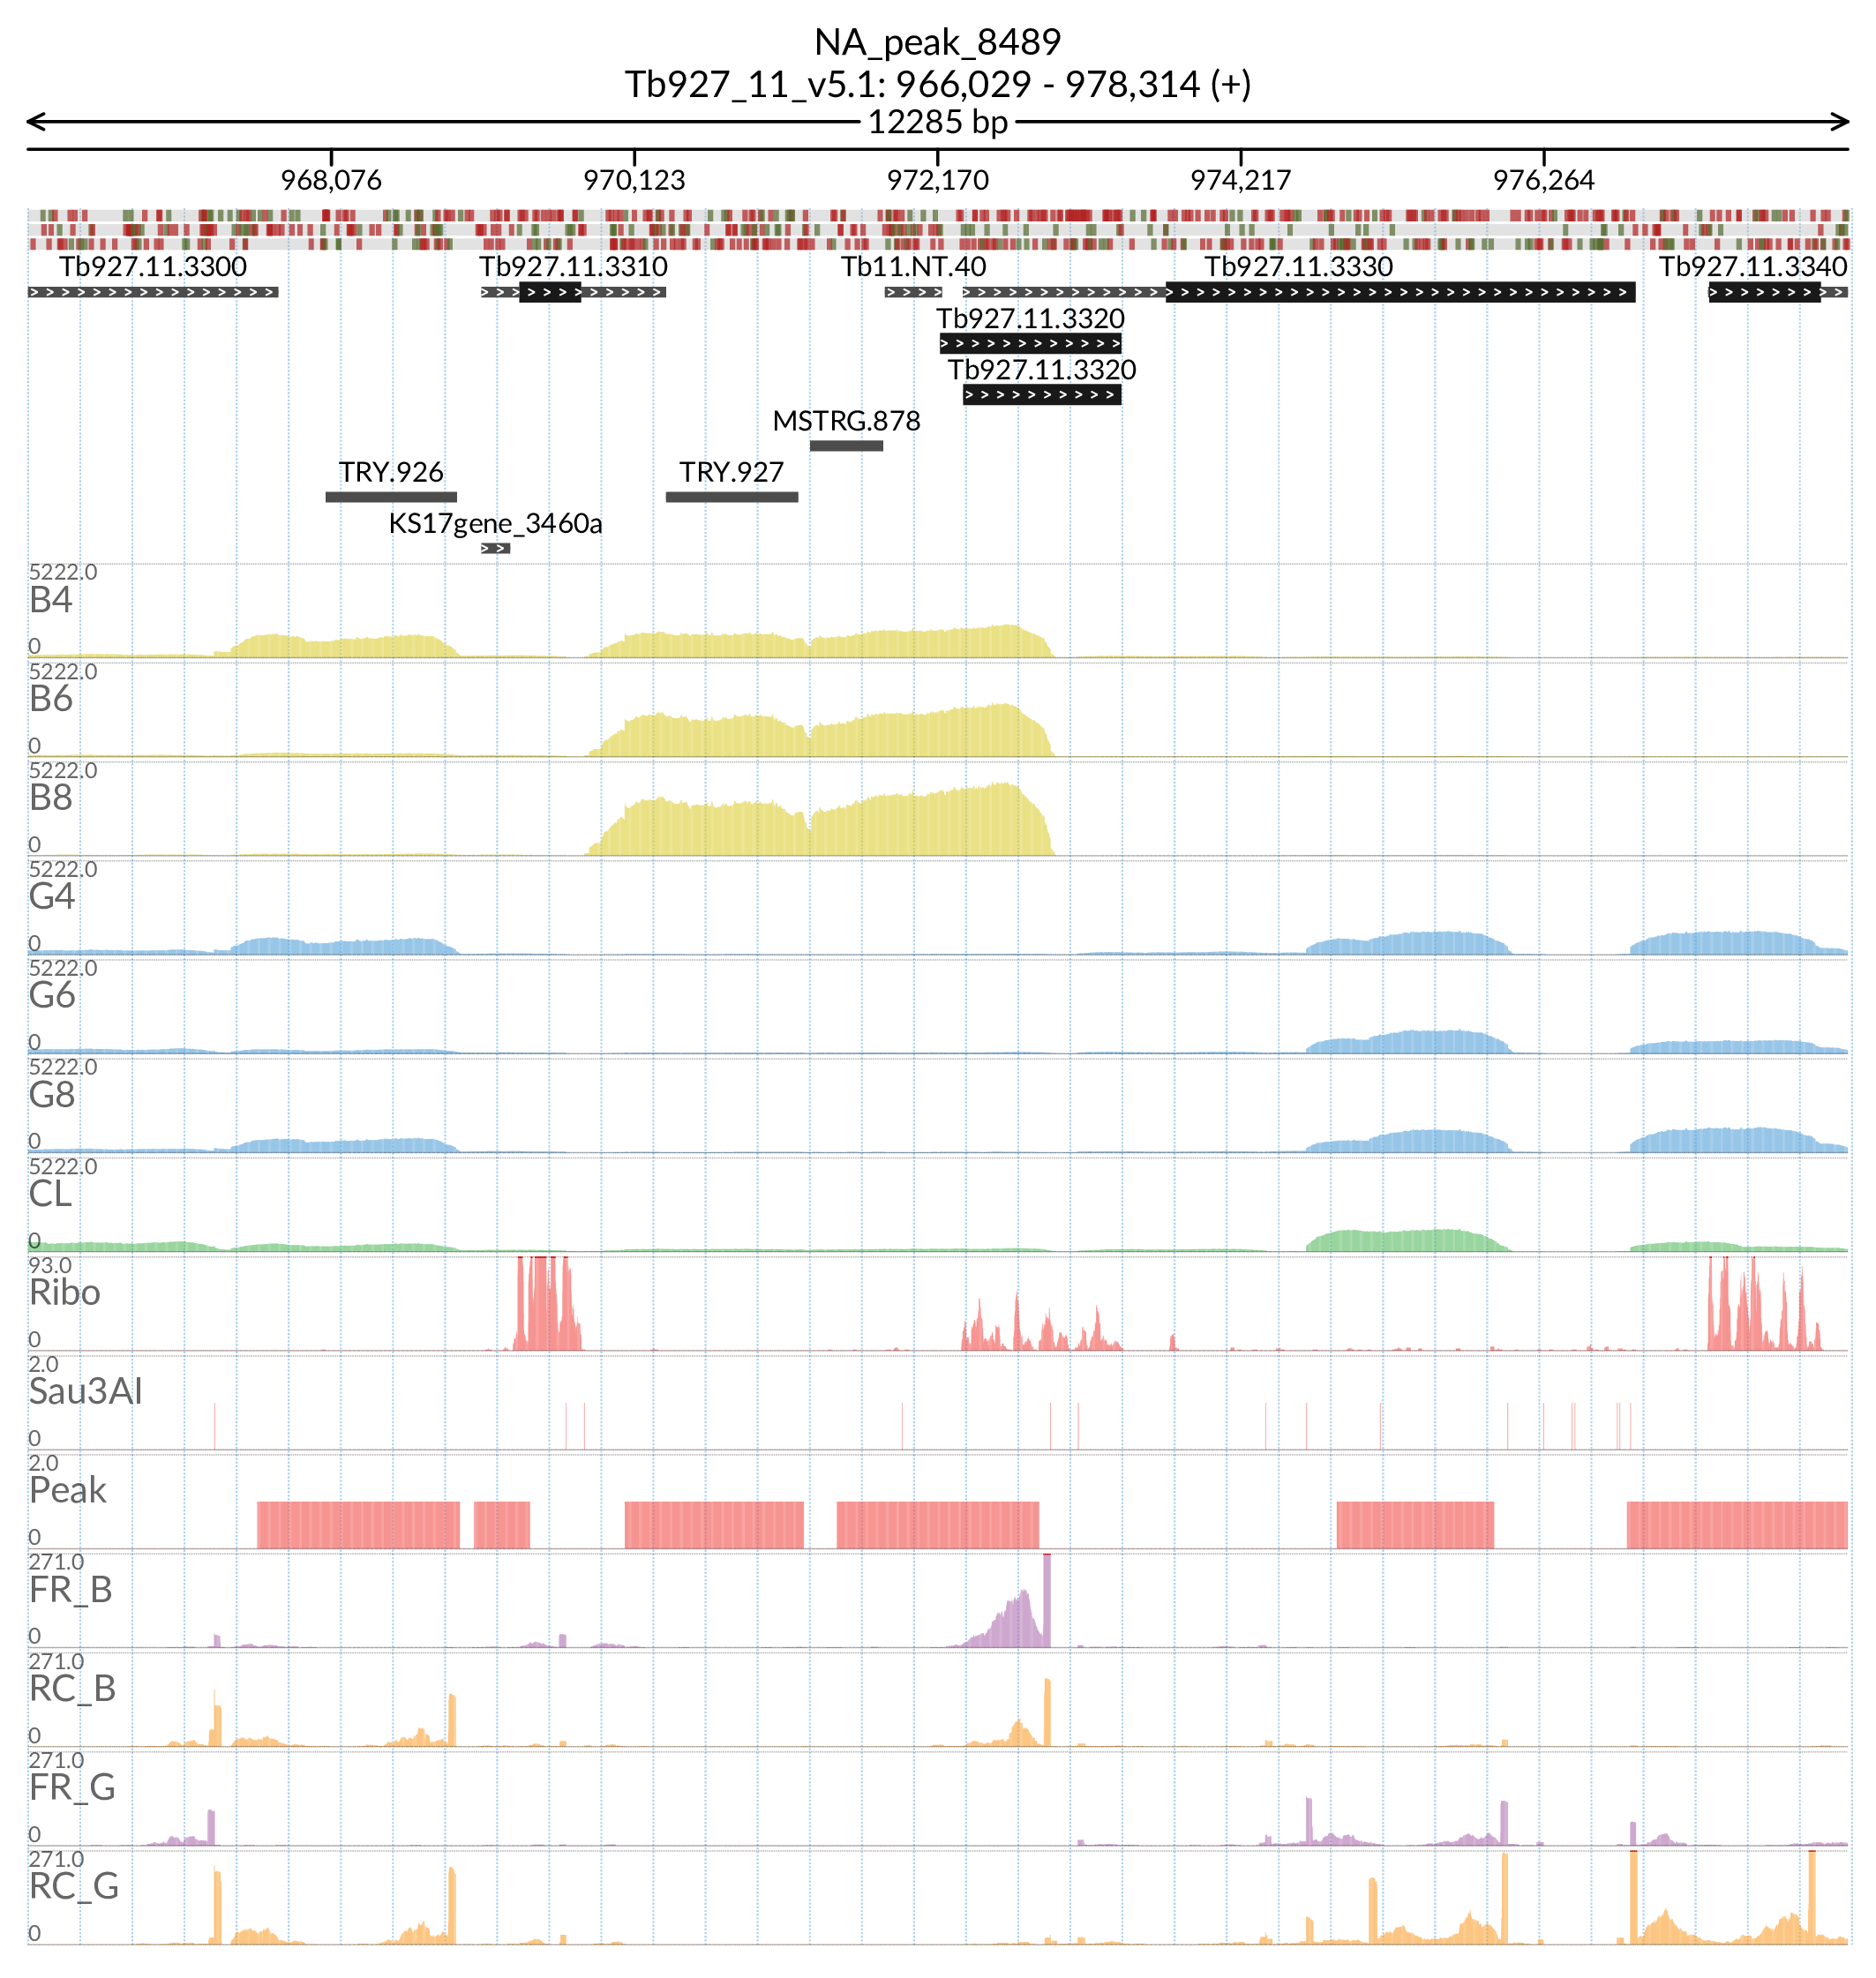 NA_peak_8489
Tb927_11_v5.1: 966,029 - 978,314 (+)
12285 bp
968,076 970,123 972,170 974,217 976,264
Tb927.11.3300 Tb927.11.3310 Tb11.NT.40 Tb927.11.3330 Tb927.11.3340
Tb927.11.3320
Tb927.11.3320
MSTRG.878
TRY.926 TRY.927
KS17gene_3460a
5222.0
B4
0
5222.0
B6
0
5222.0
B8
0
5222.0
G4
0
5222.0
G6
0
5222.0
G8
0
5222.0
CL
0
93.0
Ribo
0
2.0
Sau3AI
0
2.0
Peak
0
271.0
FR_B
0
271.0
RC_B
0
271.0
FR_G
0
271.0
RC_G
0